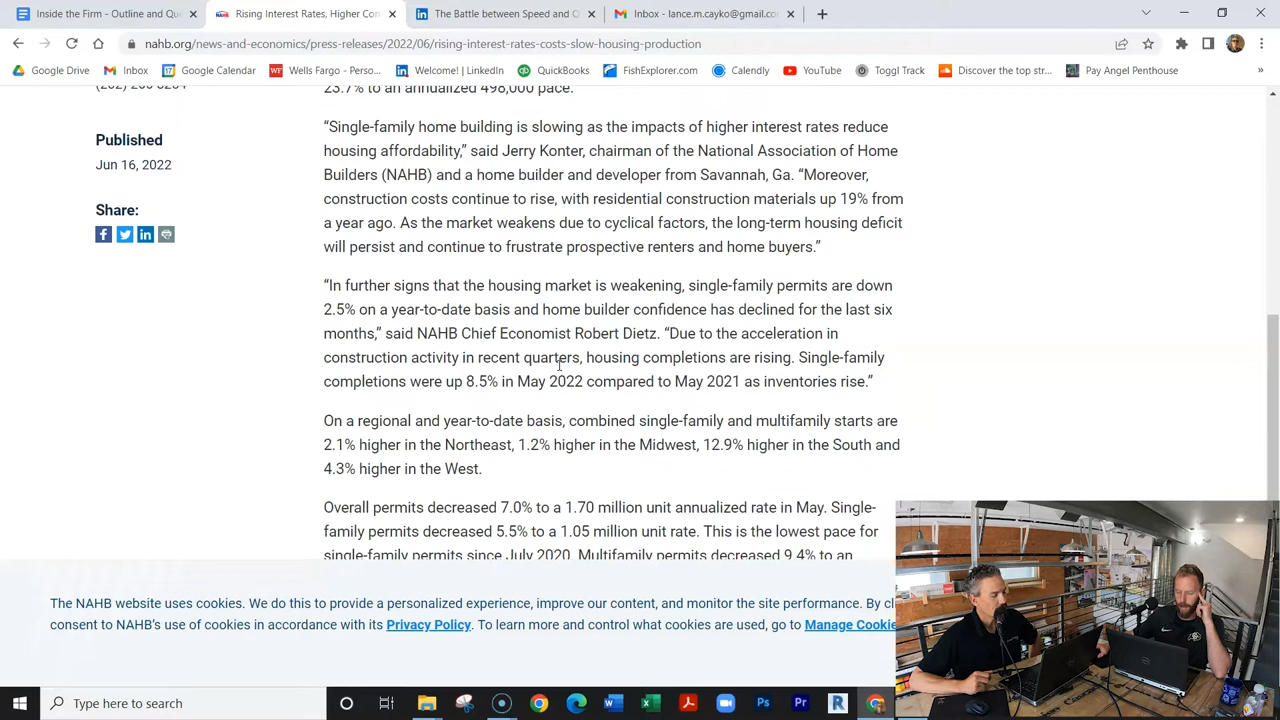 Inside the Firm - Outline and Que
Rising Interest Rates, Higher Con
The Battle between Speed and Q
Inbox - lance.m.cayko@gmail.co
nahb.org/news-and-economics/press-releases/2022/06/rising-interest-rates-costs-slow-housing-production
Google Drive
Inbox
Google Calendar
Wells Fargo - Perso...
Welcome! | LinkedIn
QuickBooks
FishExplorer.com
Calendly
YouTube
Toggl Track
Discover the top str...
Pay Angel Penthouse
23.7% to an annualized 498,000 pace.
Published
Jun 16, 2022
Share:
“Single-family home building is slowing as the impacts of higher interest rates reduce
housing affordability,” said Jerry Konter, chairman of the National Association of Home
Builders (NAHB) and a home builder and developer from Savannah, Ga. “Moreover,
construction costs continue to rise, with residential construction materials up 19% from
a year ago. As the market weakens due to cyclical factors, the long-term housing deficit
will persist and continue to frustrate prospective renters and home buyers.”
“In further signs that the housing market is weakening, single-family permits are down
2.5% on a year-to-date basis and home builder confidence has declined for the last six
months,” said NAHB Chief Economist Robert Dietz. “Due to the acceleration in
construction activity in recent quarters, housing completions are rising. Single-family
completions were up 8.5% in May 2022 compared to May 2021 as inventories rise.”
On a regional and year-to-date basis, combined single-family and multifamily starts are
2.1% higher in the Northeast, 1.2% higher in the Midwest, 12.9% higher in the South and
4.3% higher in the West.
Overall permits decreased 7.0% to a 1.70 million unit annualized rate in May. Single-
family permits decreased 5.5% to a 1.05 million unit rate. This is the lowest pace for
single-family permits since July 2020. Multifamily permits decreased 9.4% to an
The NAHB website uses cookies. We do this to provide a personalized experience, improve our content, and monitor the site performance. By cl
consent to NAHB's use of cookies in accordance with its Privacy Policy. To learn more and control what cookies are used, go to Manage Cookie
Type here to search